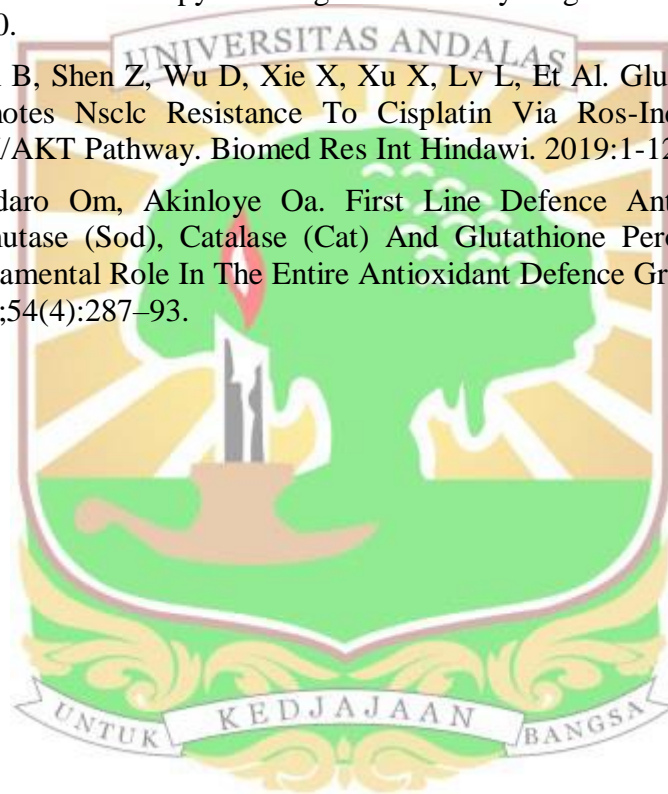 0.
UNIVERSITAS ANDALAS
B, Shen Z, Wu D, Xie X, Xu X, Lv L, Et Al. Glu
notes Nsclc Resistance To Cisplatin Via Ros-Ind
/AKT Pathway. Biomed Res Int Hindawi. 2019:1-12
daro Om, Akinloye Oa. First Line Defence Ant
nutase (Sod), Catalase (Cat) And Glutathione Pero
amental Role In The Entire Antioxidant Defence Gr
;54(4):287–93.
UNTUK KEDJAJAAN BANGSA